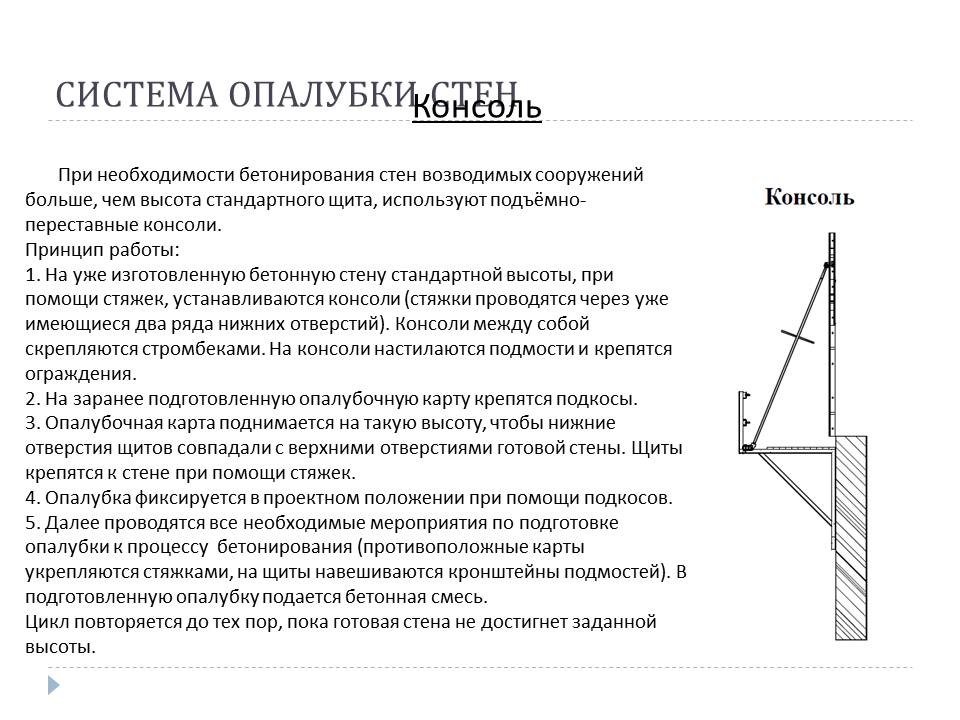 СИСТЕМА ОПАЛУБКИ СТЕН
Консоль
При необходимости бетонирования стен возводимых сооружений
больше, чем высота стандартного щита, используют подъёмно-
переставные консоли.
Принцип работы:
1. На уже изготовленную бетонную стену стандартной высоты, при
помощи стяжек, устанавливаются консоли (стяжки проводятся через уже
имеющиеся два ряда нижних отверстий). Консоли между собой
скрепляются стромбеками. На консоли настилаются подмости и крепятся
ограждения.
2. На заранее подготовленную опалубочную карту крепятся подкосы.
3. Опалубочная карта поднимается на такую высоту, чтобы нижние
отверстия щитов совпадали с верхними отверстиями готовой стены. Щиты
крепятся к стене при помощи стяжек.
4. Опалубка фиксируется в проектном положении при помощи подкосов.
5. Далее проводятся все необходимые мероприятия по подготовке
опалубки к процессу  бетонирования (противоположные карты
укрепляются стяжками, на щиты навешиваются кронштейны подмостей). В
подготовленную опалубку подается бетонная смесь.
Цикл повторяется до тех пор, пока готовая стена не достигнет заданной
высоты.
Консоль